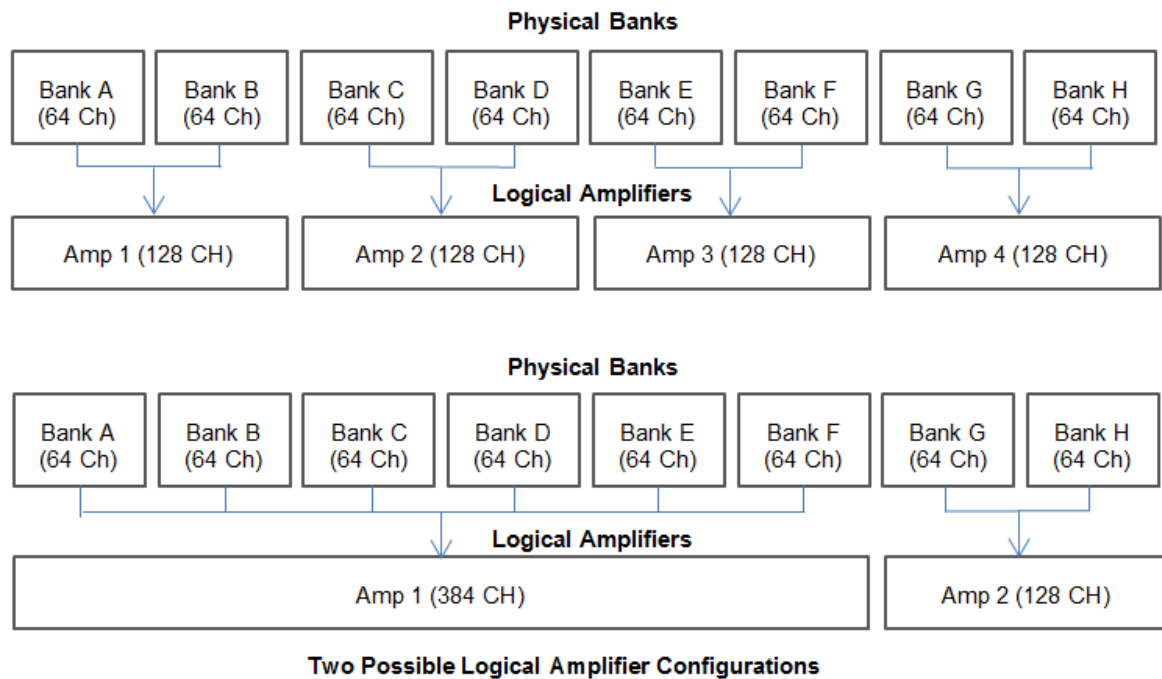 Physical Banks
Bank A Bank B Bank C Bank D Bank E Bank F Bank G Bank H
(64 Ch) (64 Ch) (64 Ch) (64 Ch) (64 Ch) (64 Ch) (64 Ch) (64 Ch)
Logical Amplifiers
Amp 1 (128 CH) Amp 2 (128 CH) Amp 3 (128 CH) Amp 4 (128 CH)
Physical Banks
Bank A Bank B Bank C Bank D Bank E Bank F Bank G Bank H
(64 Ch) (64 Ch) (64 Ch) (64 Ch) (64 Ch) (64 Ch) (64 Ch) (64 Ch)
Logical Amplifiers
Amp 1 (384 CH) Amp 2 (128 CH)
Two Possible Logical Amplifier Configurations